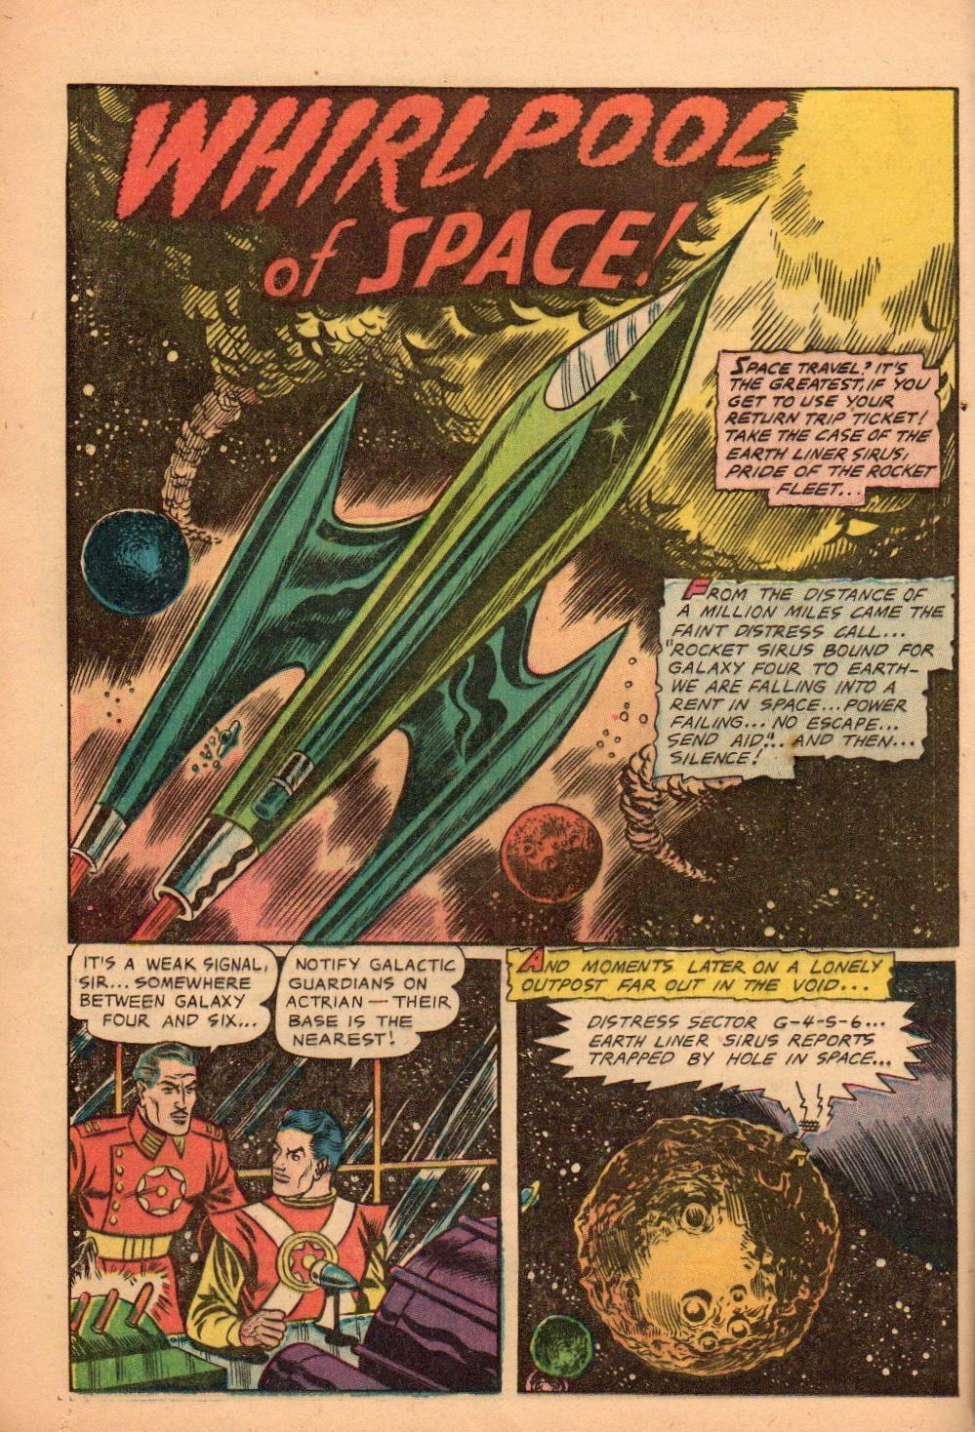 WHIRLPOOL
of SPACE!
SPACE TRAVEL? IT'S
THE GREATEST, IF YOU
GET TO USE YOUR
RETURN TRIP TICKET!
TAKE THE CASE OF THE
EARTH LINER SIRUS,
PRIDE OF THE ROCKET
FLEET...
FROM THE DISTANCE OF
A MILLION MILES CAME THE
FAINT DISTRESS CALL...
"ROCKET SIRUS BOUND FOR
GALAXY FOUR TO EARTH-
WE ARE FALLING INTO A
RENT IN SPACE...POWER
FAILING... NO ESCAPE...
SEND AID"... AND THEN...
SILENCE!
IT'S A WEAK SIGNAL,
SIR... SOMEWHERE
BETWEEN GALAXY
FOUR AND SIX...
NOTIFY GALACTIC
GUARDIANS ON
ACTRIAN — THEIR
BASE IS THE
NEAREST!
AND MOMENTS LATER ON A LONELY
OUTPOST FAR OUT IN THE VOID...
DISTRESS SECTOR G-4-S-6...
EARTH LINER SIRUS REPORTS
TRAPPED BY HOLE IN SPACE...